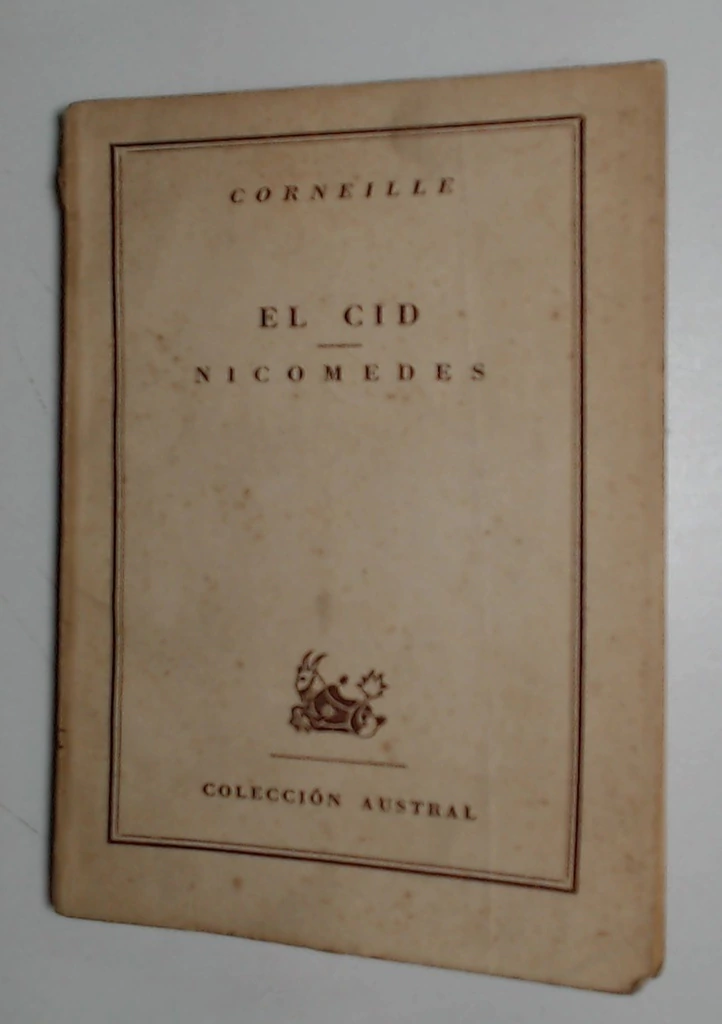 CORNEILLE
EL CID
NICOMEDES
COLECCIÓN AUSTRAL